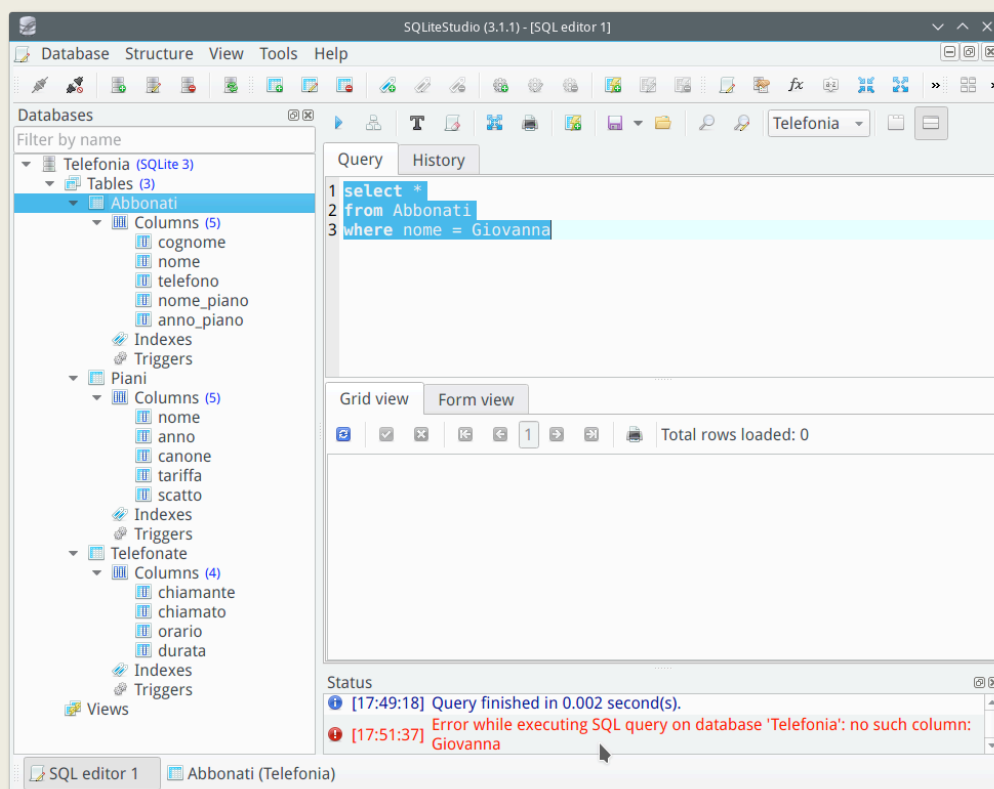 SQLiteStudio (3.1.1) - [SQL editor 1]
Database Structure View Tools Help
Databases
Filter by name
Telefonia (SQLite 3)
Tables (3)
Abbonati
Columns (5)
cognome
nome
telefono
nome_piano
anno_piano
Indexes
Triggers
Piani
Columns (5)
nome
anno
canone
tariffa
scatto
Indexes
Triggers
Telefonate
Columns (4)
chiamante
chiamato
orario
durata
Indexes
Triggers
Views
Telefonia
Query History
1 select *
2 from Abbonati
3 where nome = Giovanna
Grid view Form view
1 Total rows loaded: 0
Status
[17:49:18] Query finished in 0.002 second(s).
[17:51:37] Error while executing SQL query on database 'Telefonia': no such column:
Giovanna
SQL editor 1 Abbonati (Telefonia)